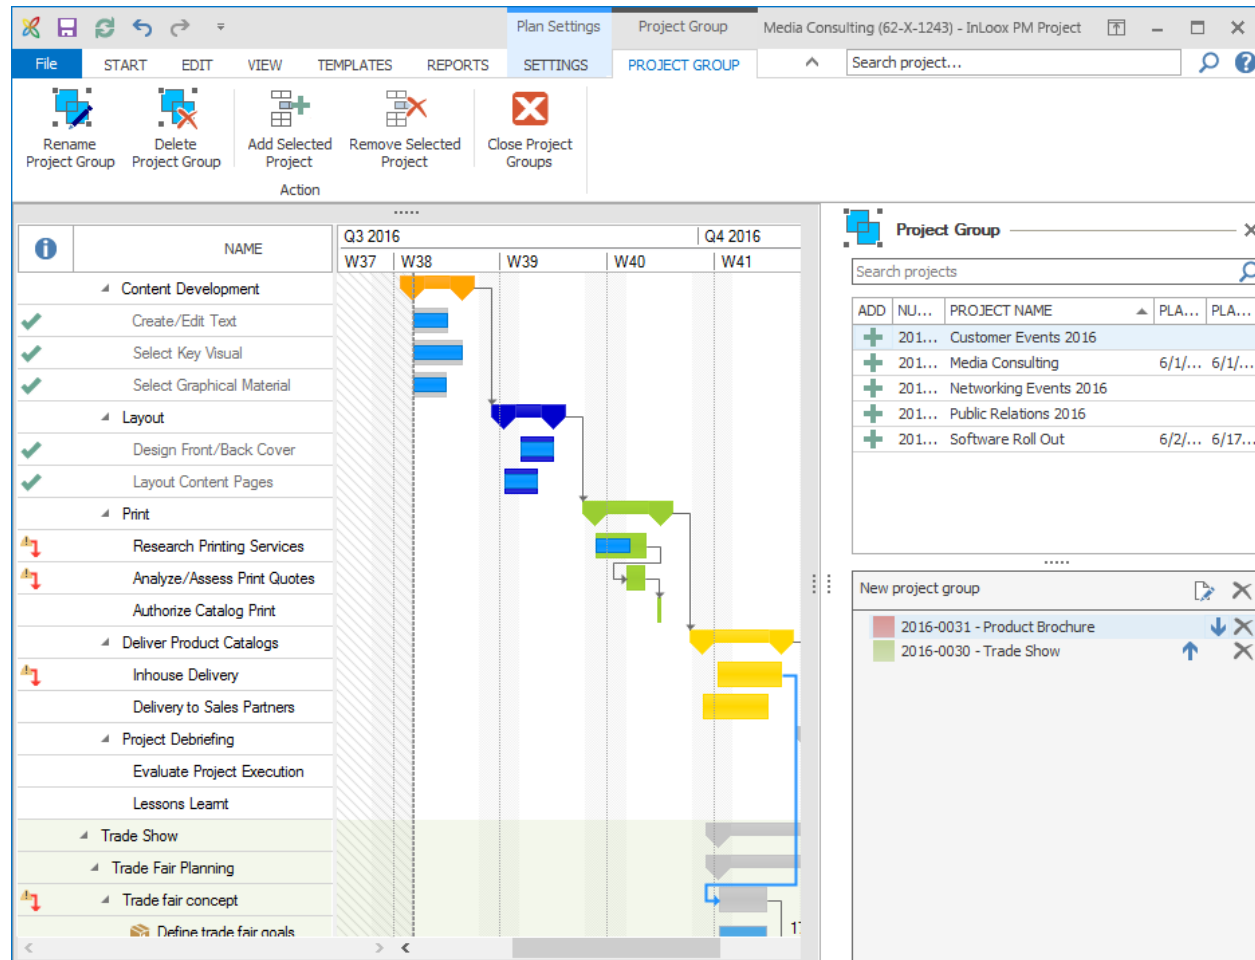 Plan Settings Project Group Media Consulting (62-X-1243) - InLoox PM Project
File START EDIT VIEW TEMPLATES REPORTS SETTINGS PROJECT GROUP Search project...
Rename Project Group
Delete Project Group
Add Selected Project
Remove Selected Project
Close Project Groups
Action
NAME
Q3 2016 Q4 2016
W37 W38 W39 W40 W41
Content Development
Create/Edit Text
Select Key Visual
Select Graphical Material
Layout
Design Front/Back Cover
Layout Content Pages
Print
Research Printing Services
Analyze/Assess Print Quotes
Authorize Catalog Print
Deliver Product Catalogs
Inhouse Delivery
Delivery to Sales Partners
Project Debriefing
Evaluate Project Execution
Lessons Learnt
Trade Show
Trade Fair Planning
Trade fair concept
Define trade fair goals
17
Project Group
Search projects
ADD NU... PROJECT NAME PLA... PLA...
201... Customer Events 2016
201... Media Consulting 6/1/... 6/1/...
201... Networking Events 2016
201... Public Relations 2016
201... Software Roll Out 6/2/... 6/17...
New project group
2016-0031 - Product Brochure
2016-0030 - Trade Show